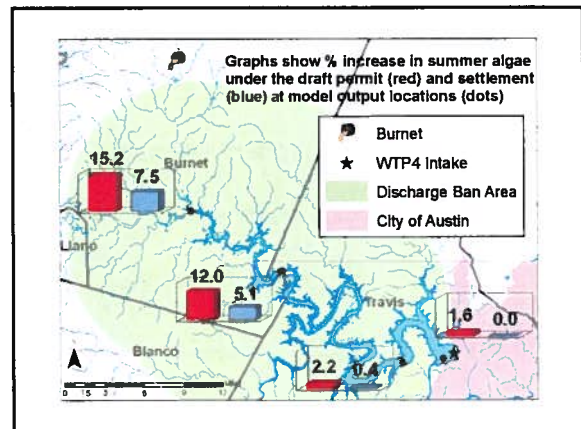 Graphs show % increase in summer algae
under the draft permit (red) and settlement
(blue) at model output locations (dots)
Burnet
WTP4 Intake
Discharge Ban Area
City of Austin
15.2
7.5
Burnet
Llano
12.0
5.1
Travis
1.6
0.0
Blanco
2.2
0.4